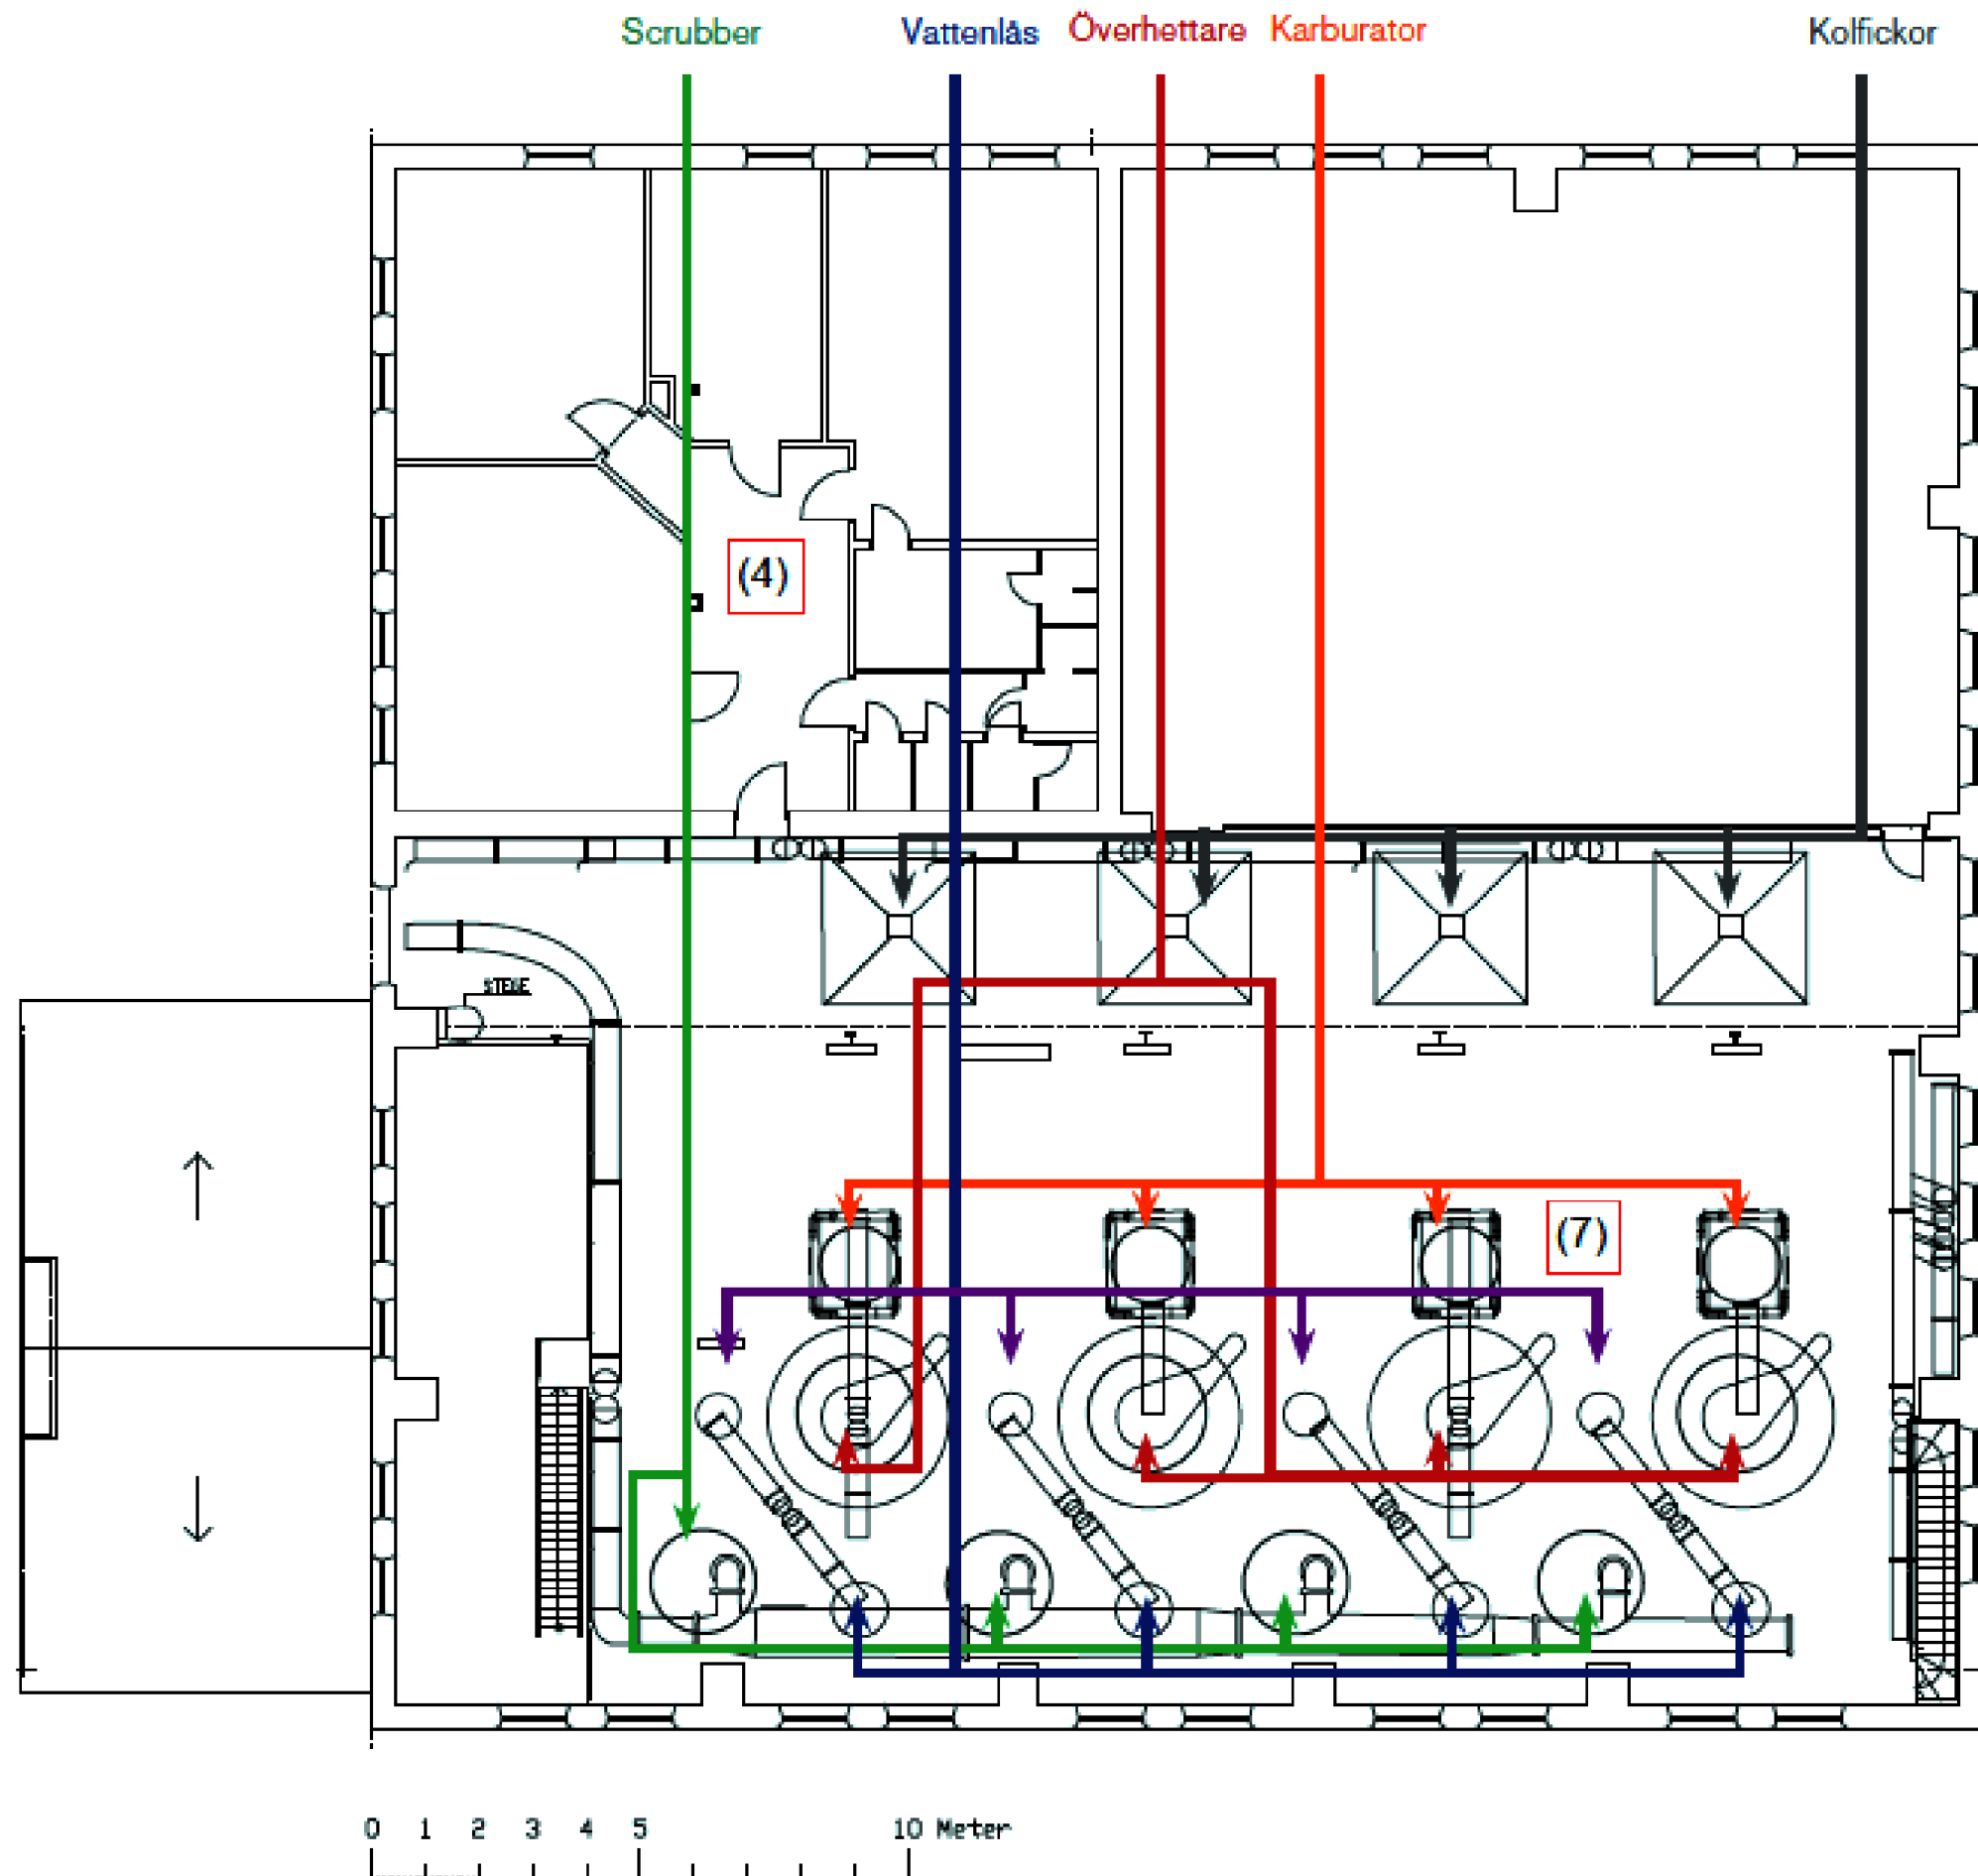 Scrubber Vattenlås Överhettare Karburator Kolfickor
(4)
STEGE
(7)
0 1 2 3 4 5 10 Meter